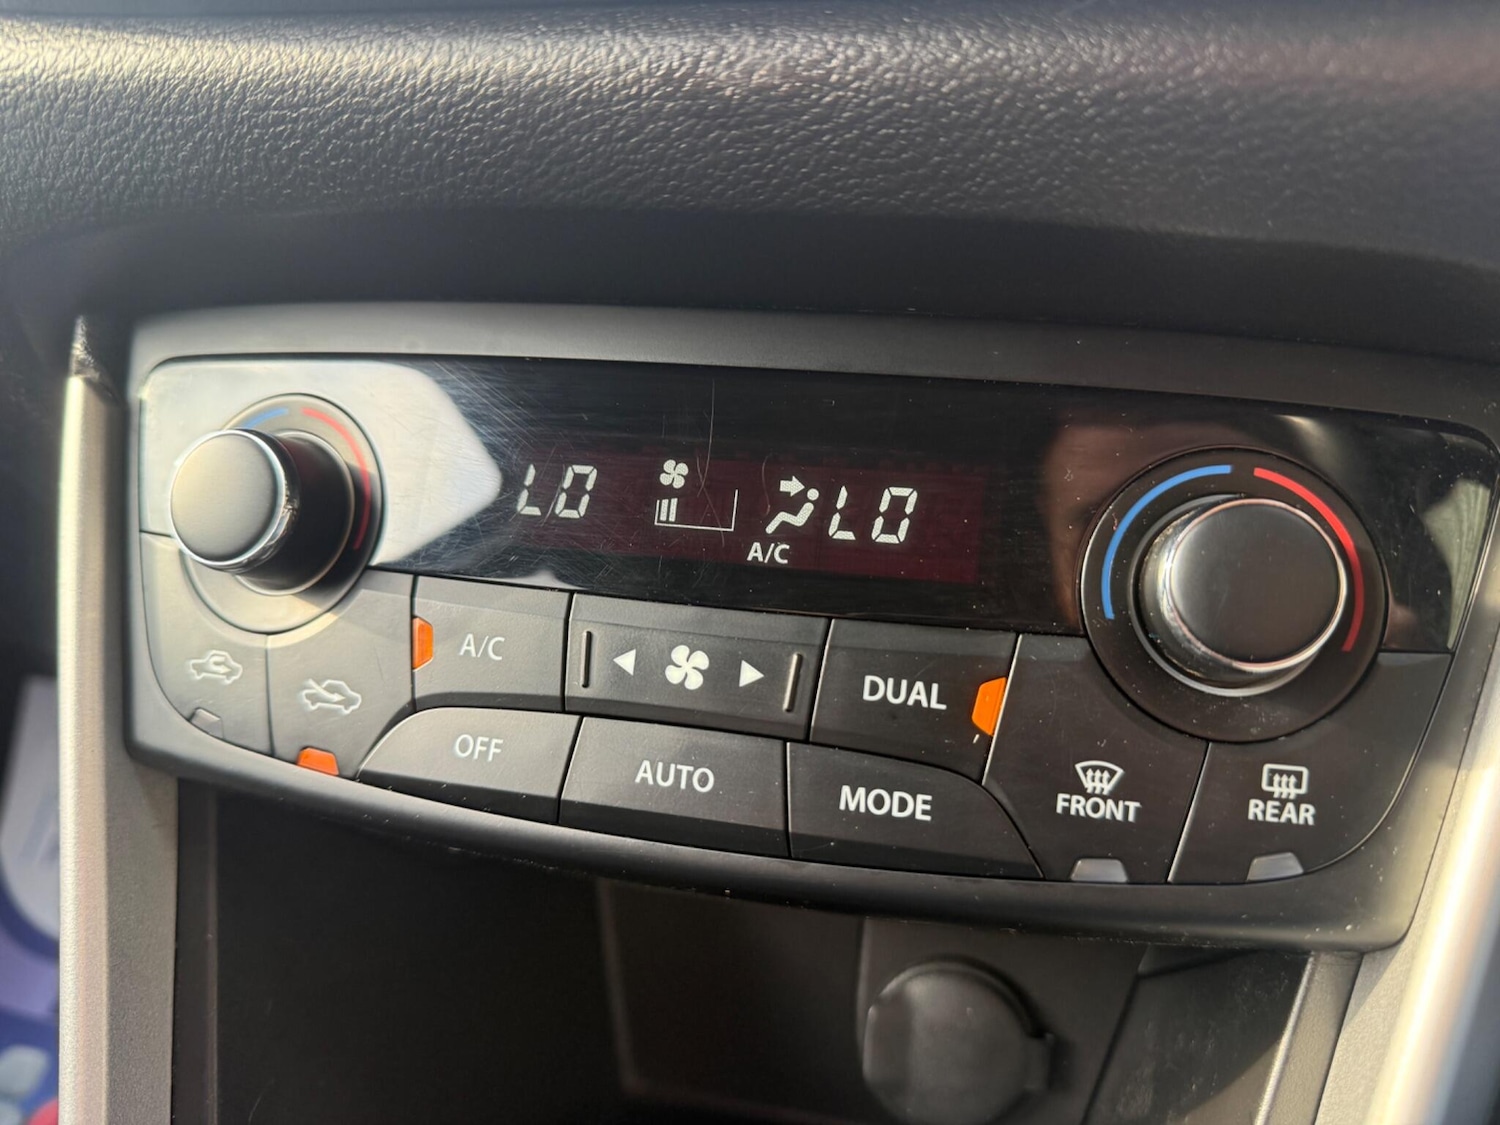 LO LO
A/C
A/C
DUAL
OFF
AUTO
MODE
FRONT
REAR